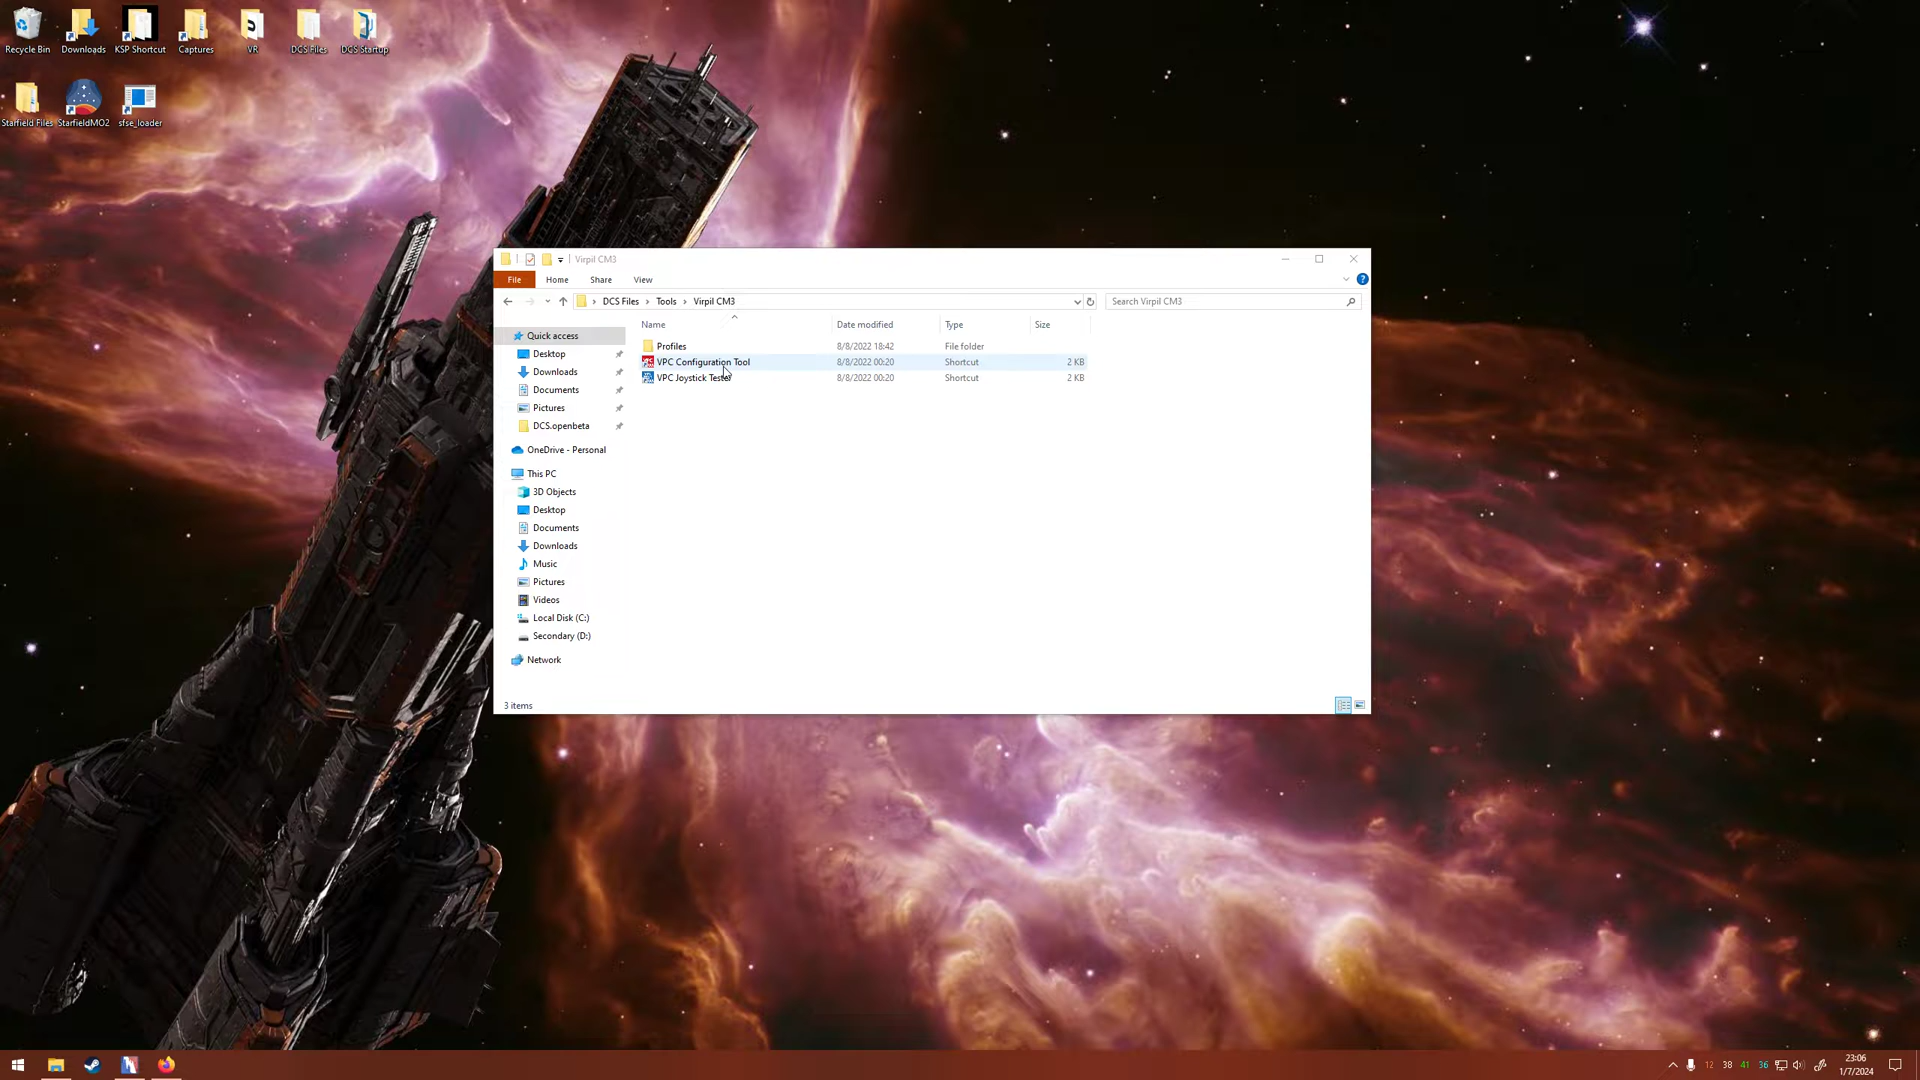 Recycle Bin
Downloads
KSP Shortcut
Captures
VR
DCS Files
DCS Startup
Starfield Files
StarfieldMO2
sfse_loader
Virpil CM3
File Home Share View
DCS Files Tools Virpil CM3
Search Virpil CM3
Name Date modified Type Size
Profiles 8/8/2022 18:42 File folder
VPC Configuration Tool 8/8/2022 00:20 Shortcut 2 KB
VPC Joystick Tester 8/8/2022 00:20 Shortcut 2 KB
Quick access
Desktop
Downloads
Documents
Pictures
DCS.openbeta
OneDrive - Personal
This PC
3D Objects
Desktop
Documents
Downloads
Music
Pictures
Videos
Local Disk (C:)
Secondary (D:)
Network
3 items
12 38 41 36
23:06
1/7/2024